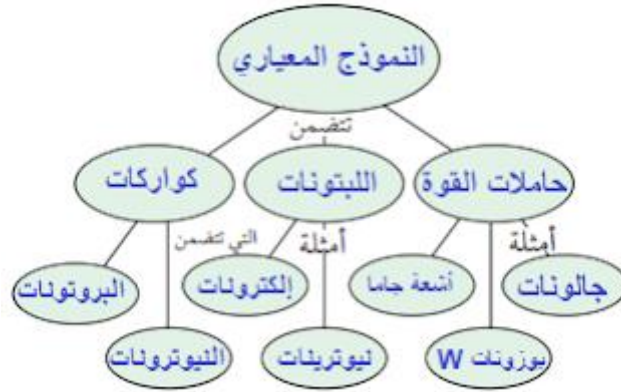 النموذج المعياري
تتضمن
حاملات القوة
اللبتونات
كواركات
أمثلة
أمثلة
التي تتضمن
جالونات
أشعة جاما
إلكترونات
البروتونات
بوزونات W
نيوترينات
النيوترونات